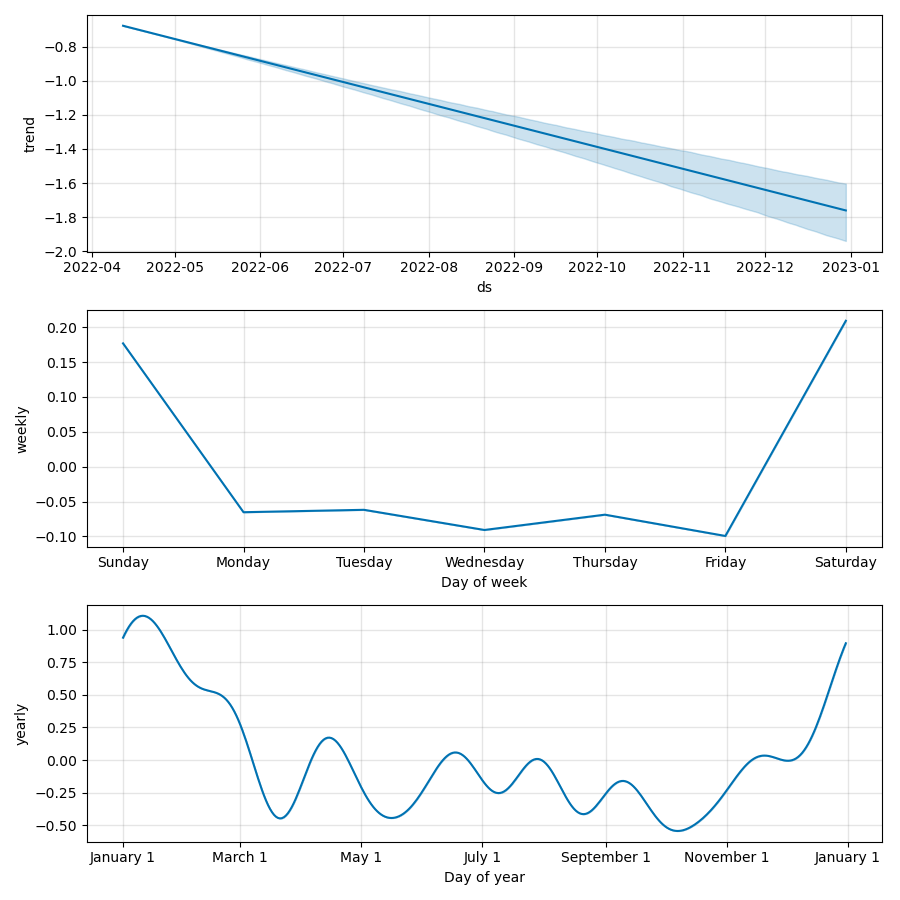 −0.8
−1.0
−1.2
−1.4
−1.6
−1.8
−2.0
trend
2022-04 2022-05 2022-06 2022-07 2022-08 2022-09 2022-10 2022-11 2022-12 2023-01
ds
0.20
0.15
0.10
0.05
0.00
−0.05
−0.10
weekly
Sunday Monday Tuesday Wednesday Thursday Friday Saturday
Day of week
1.00
0.75
0.50
0.25
0.00
−0.25
−0.50
yearly
January 1 March 1 May 1 July 1 September 1 November 1 January 1
Day of year